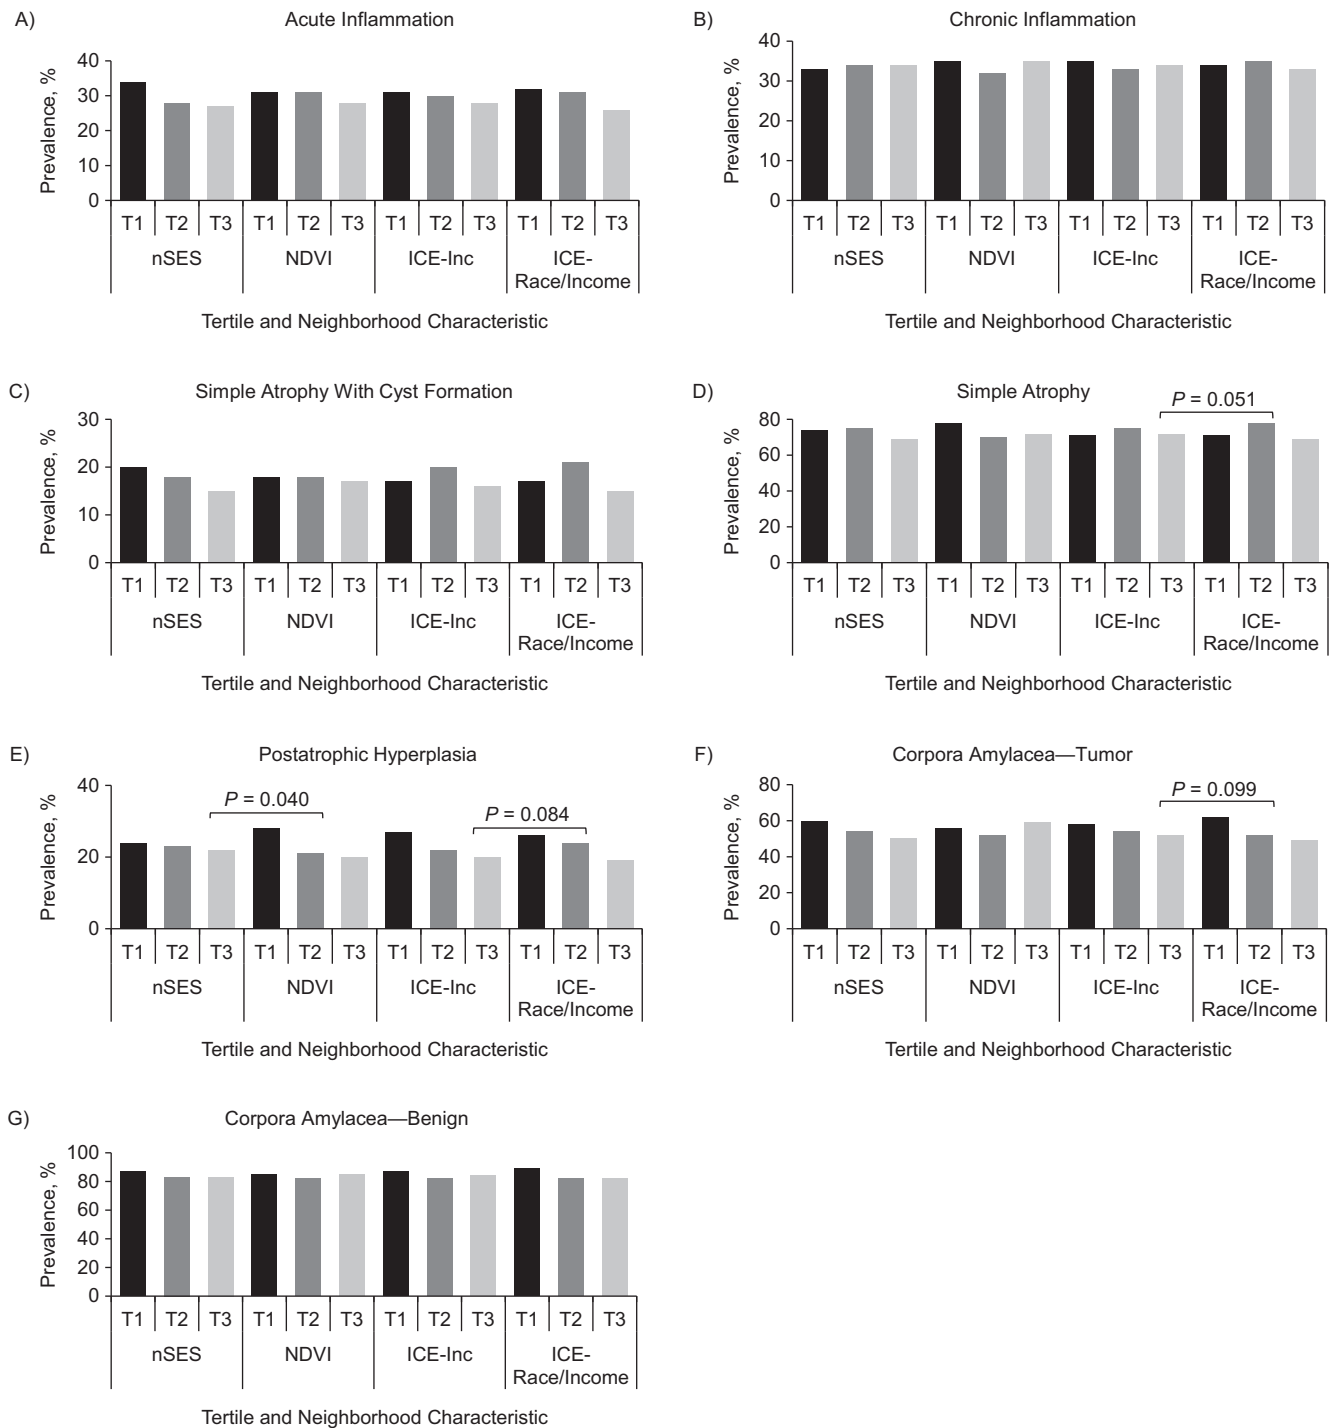 A)
Acute Inflammation
Prevalence, %
40
30
20
10
0
T1 T2 T3 T1 T2 T3 T1 T2 T3 T1 T2 T3
nSES NDVI ICE-Inc ICE-
Race/Income
Tertile and Neighborhood Characteristic
B)
Chronic Inflammation
Prevalence, %
40
30
20
10
0
T1 T2 T3 T1 T2 T3 T1 T2 T3 T1 T2 T3
nSES NDVI ICE-Inc ICE-
Race/Income
Tertile and Neighborhood Characteristic
C)
Simple Atrophy With Cyst Formation
Prevalence, %
30
20
10
0
T1 T2 T3 T1 T2 T3 T1 T2 T3 T1 T2 T3
nSES NDVI ICE-Inc ICE-
Race/Income
Tertile and Neighborhood Characteristic
D)
Simple Atrophy
P = 0.051
Prevalence, %
80
60
40
20
0
T1 T2 T3 T1 T2 T3 T1 T2 T3 T1 T2 T3
nSES NDVI ICE-Inc ICE-
Race/Income
Tertile and Neighborhood Characteristic
E)
Postatrophic Hyperplasia
P = 0.040
P = 0.084
Prevalence, %
40
20
0
T1 T2 T3 T1 T2 T3 T1 T2 T3 T1 T2 T3
nSES NDVI ICE-Inc ICE-
Race/Income
Tertile and Neighborhood Characteristic
F)
Corpora Amylacea—Tumor
P = 0.099
Prevalence, %
80
60
40
20
0
T1 T2 T3 T1 T2 T3 T1 T2 T3 T1 T2 T3
nSES NDVI ICE-Inc ICE-
Race/Income
Tertile and Neighborhood Characteristic
G)
Corpora Amylacea—Benign
Prevalence, %
100
80
60
40
20
0
T1 T2 T3 T1 T2 T3 T1 T2 T3 T1 T2 T3
nSES NDVI ICE-Inc ICE-
Race/Income
Tertile and Neighborhood Characteristic